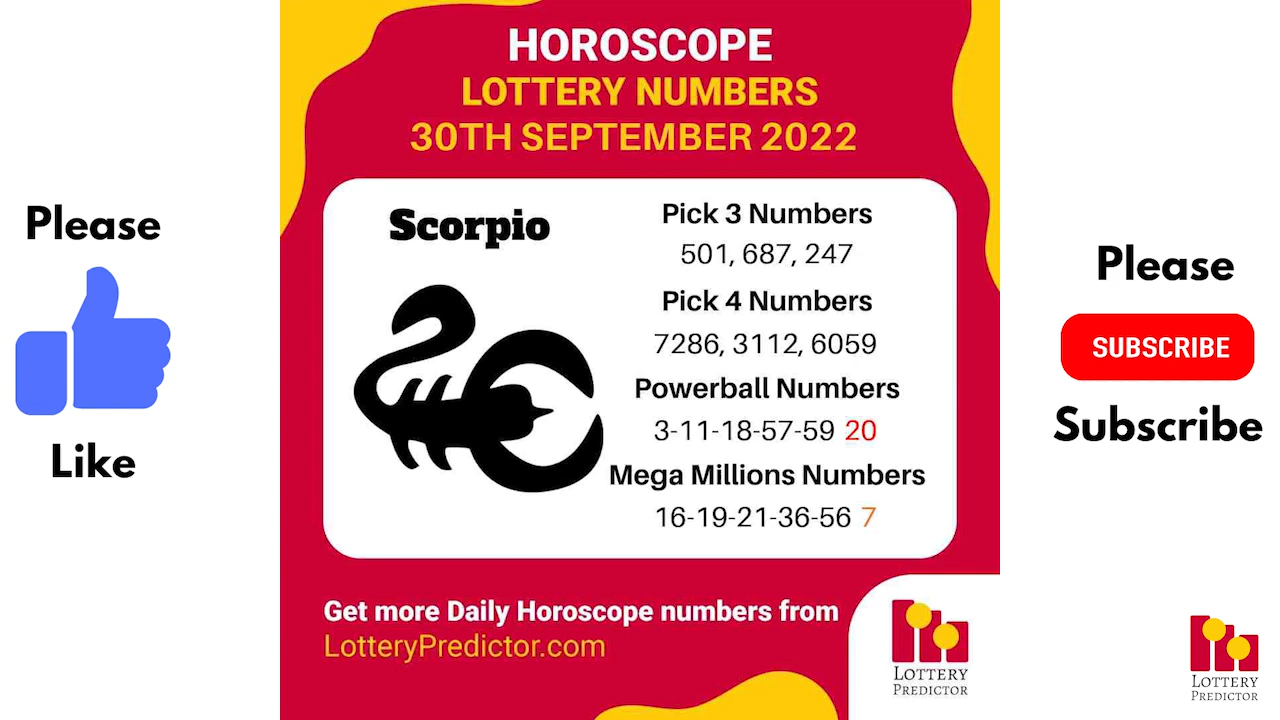 HOROSCOPE
LOTTERY NUMBERS
30TH SEPTEMBER 2022
Please
Like
Scorpio
Pick 3 Numbers
501, 687, 247
Pick 4 Numbers
7286, 3112, 6059
Powerball Numbers
3-11-18-57-59 20
Mega Millions Numbers
16-19-21-36-56 7
Please
SUBSCRIBE
Subscribe
Get more Daily Horoscope numbers from
LotteryPredictor.com
LOTTERY
PREDICTOR
LOTTERY
PREDICTOR